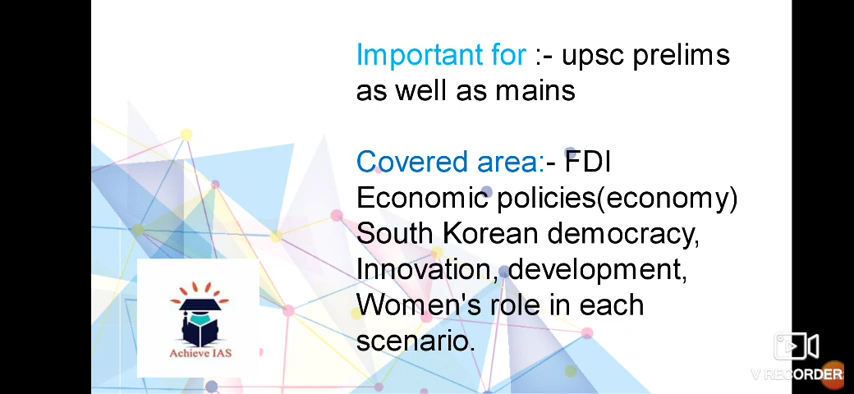 Important for :- upsc prelims
as well as mains
Covered area:- FDI
Economic policies(economy)
South Korean democracy,
Innovation, development,
Women's role in each
scenario.
Achieve IAS
V RECORDER